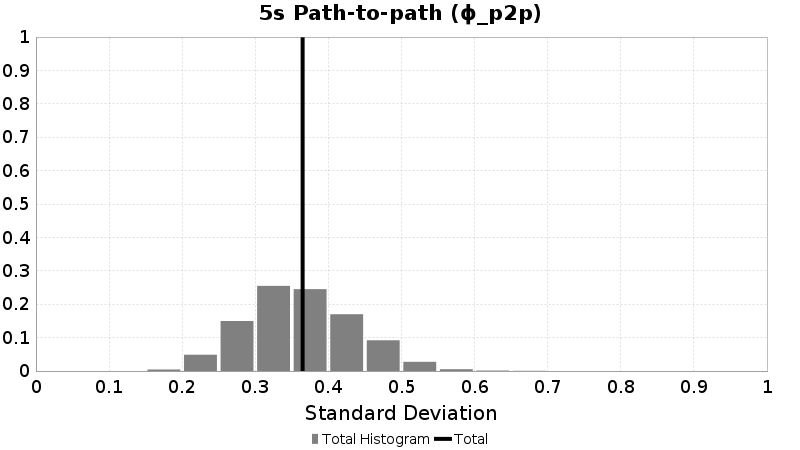 5s Path-to-path (ϕ_p2p)
1
0.9
0.8
0.7
0.6
0.5
0.4
0.3
0.2
0.1
0
0 0.1 0.2 0.3 0.4 0.5 0.6 0.7 0.8 0.9 1
Standard Deviation
Total Histogram Total